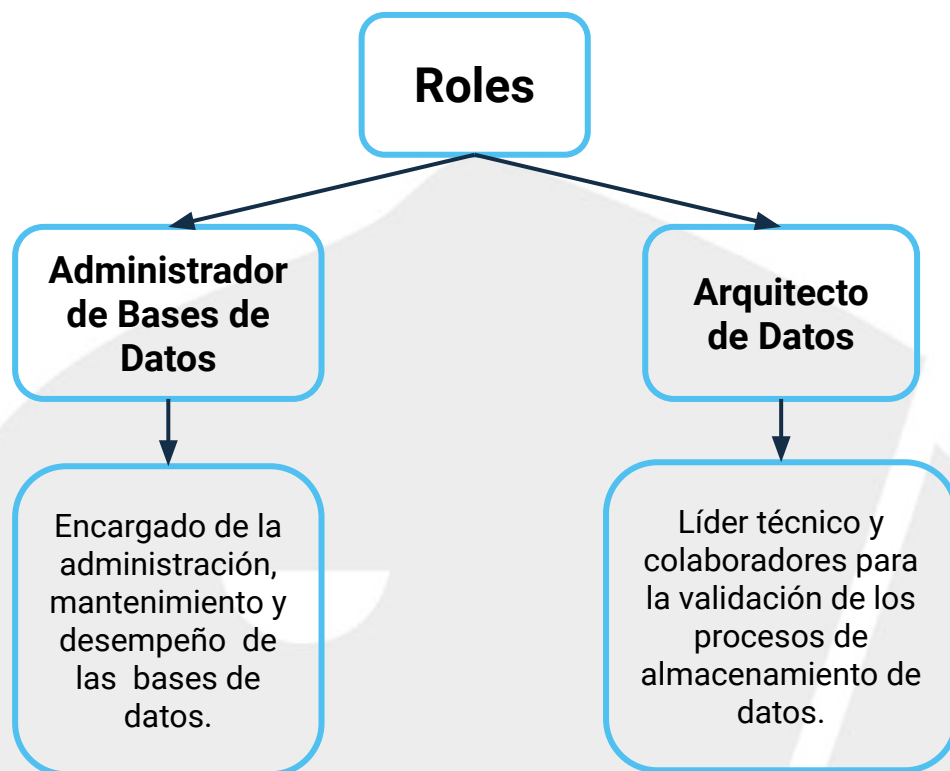 Roles
Administrador
de Bases de
Datos
Arquitecto
de Datos
Encargado de la
administración,
mantenimiento y
desempeño de
las bases de
datos.
Líder técnico y
colaboradores para
la validación de los
procesos de
almacenamiento de
datos.